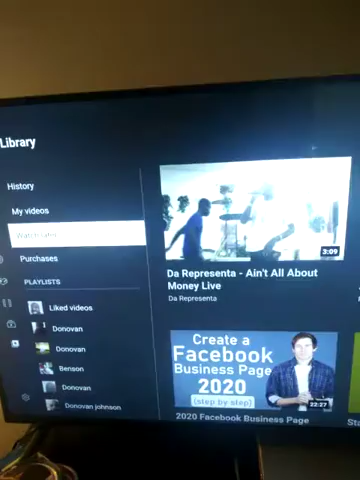 Library
History
My videos
Watch later
Purchases
PLAYLISTS
Liked videos
Donovan
Donovan
Benson
Donovan
Donovan johnson
3:09
Da Representa - Ain't All About
Money Live
Da Representa
Create a
Facebook
Business Page
2020
(step by step)
22:27
2020 Facebook Business Page